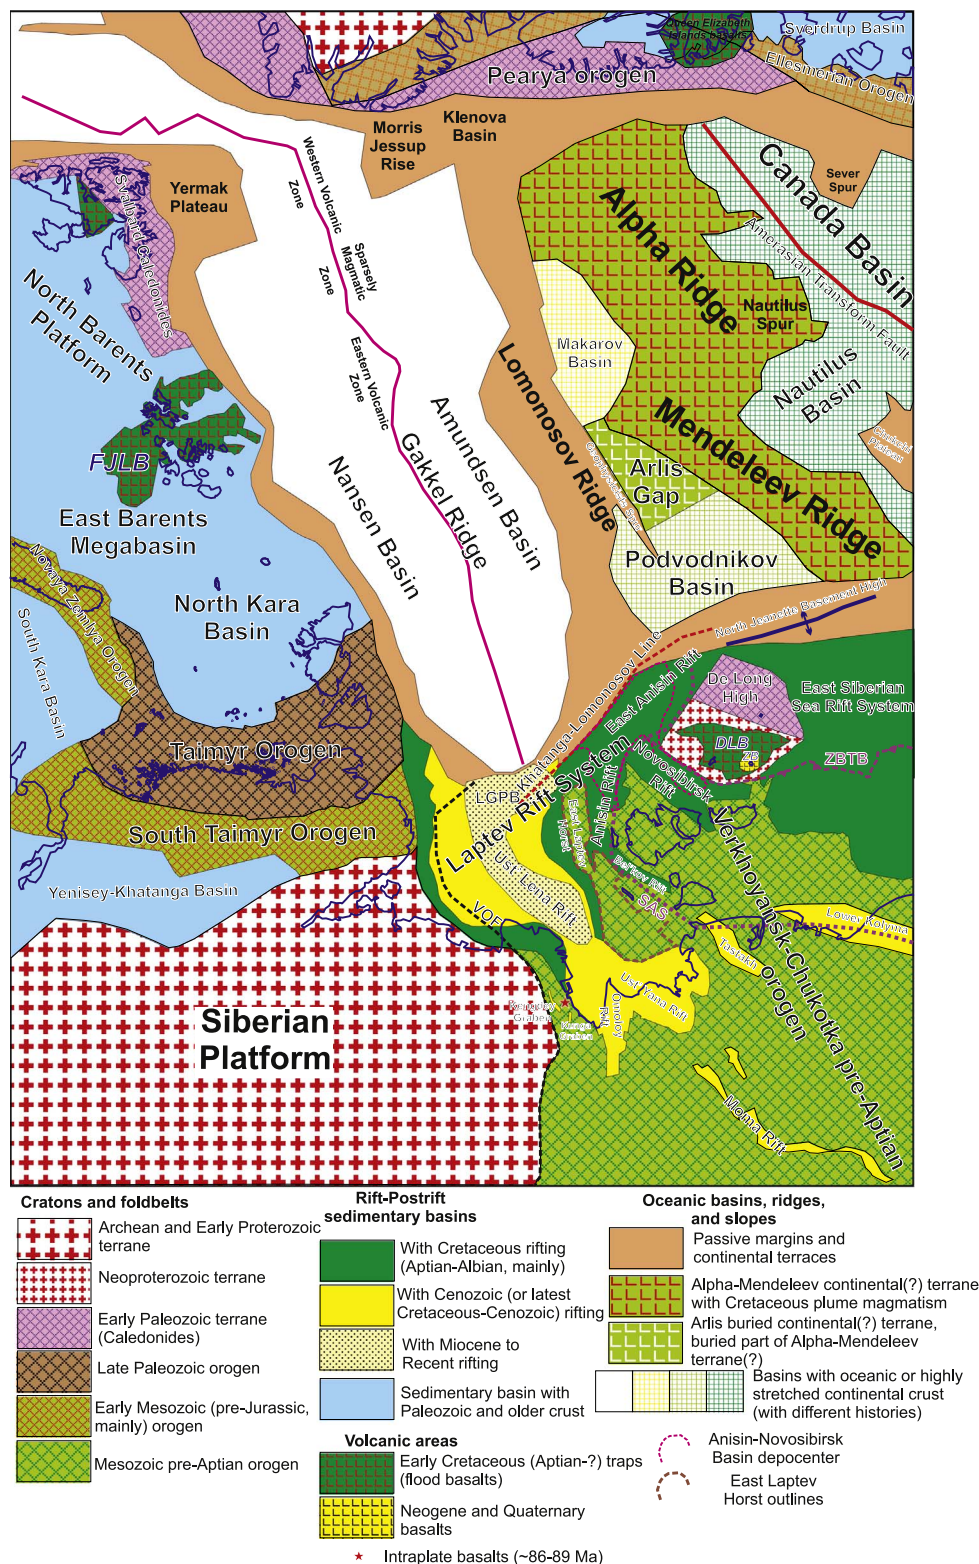 Queen Elizabeth
Islands basalts
Sverdrup Basin
Pearya orogen
Ellesmerian Orogen
Klenova
Basin
Morris
Jessup
Rise
Yermak
Plateau
Svalbard Caledonides
Western Volcanic
Zone
Sparsely
Magmatic
Zone
Eastern Volcanic
Zone
Sever
Spur
Canada Basin
Amerasian Transform Fault
Alpha Ridge
Nautilus
Spur
Nautilus
Basin
Chukchi
Plateau
Makarov
Basin
Lomonosov Ridge
Mendeleev Ridge
Arlis
Gap
Geophysicists Spur
Podvodnikov
Basin
North Barents
Platform
FJLB
East Barents
Megabasin
Nansen Basin
Gakkel Ridge
Amundsen Basin
Novaya Zemlya Orogen
South Kara Basin
North Kara
Basin
Taimyr Orogen
South Taimyr Orogen
Yenisey-Khatanga Basin
North Jeanette Basement High
Khatanga-Lomonosov Line
East Anisin Rift
De Long
High
East Siberian
Sea Rift System
DLB
ZB
ZBTB
Novosibirsk
Rift
Anisin Rift
Laptev Rift System
LGPB
East Laptev
Horst
Ust' Lena Rift
Bel'kov Rift
SAS
VOF
Verkhoyansk-Chukotka pre-Aptian
orogen
Lower Kolyma
Tastakh
Ust' Yana Rift
Omoloy
Rift
Kengdey
Graben
Kunga
Graben
Moma Rift
Siberian
Platform
Cratons and foldbelts
Archean and Early Proterozoic
terrane
Neoproterozoic terrane
Early Paleozoic terrane
(Caledonides)
Late Paleozoic orogen
Early Mesozoic (pre-Jurassic,
mainly) orogen
Mesozoic pre-Aptian orogen
Rift-Postrift
sedimentary basins
With Cretaceous rifting
(Aptian-Albian, mainly)
With Cenozoic (or latest
Cretaceous-Cenozoic) rifting
With Miocene to
Recent rifting
Sedimentary basin with
Paleozoic and older crust
Volcanic areas
Early Cretaceous (Aptian-?) traps
(flood basalts)
Neogene and Quaternary
basalts
Intraplate basalts (~86-89 Ma)
Oceanic basins, ridges,
and slopes
Passive margins and
continental terraces
Alpha-Mendeleev continental(?) terrane
with Cretaceous plume magmatism
Arlis buried continental(?) terrane,
buried part of Alpha-Mendeleev
terrane(?)
Basins with oceanic or highly
stretched continental crust
(with different histories)
Anisin-Novosibirsk
Basin depocenter
East Laptev
Horst outlines